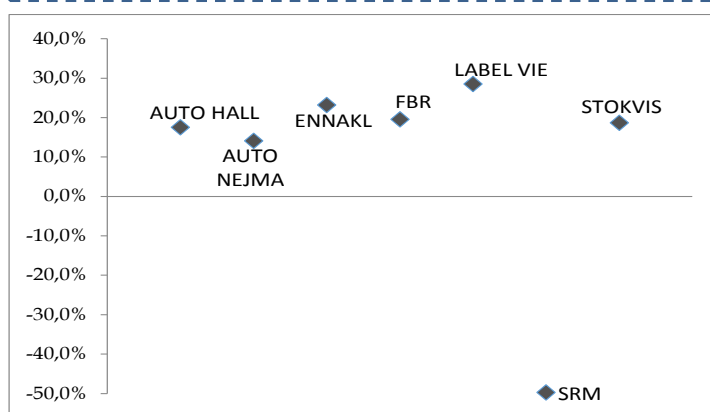 40,0%
30,0%
20,0%
10,0%
0,0%
-10,0%
-20,0%
-30,0%
-40,0%
-50,0%
AUTO HALL
AUTO
NEJMA
ENNAKL
FBR
LABEL VIE
SRM
STOKVIS